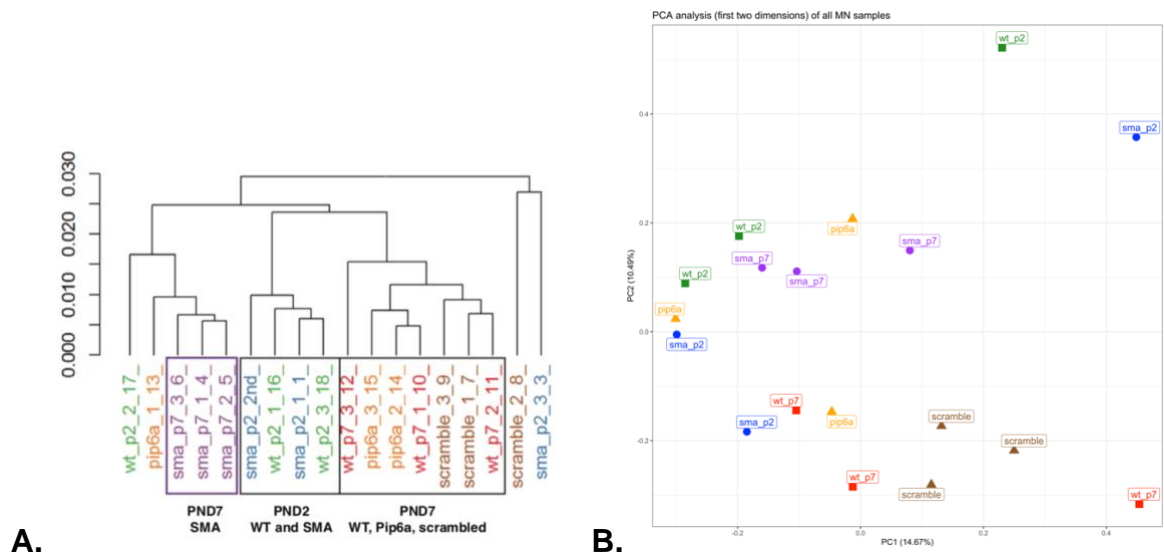 0.030
0.020
0.010
0.000
wt_p2_2_17_
pip6a_1_13_
sma_p7_3_6_
sma_p7_1_4_
sma_p7_2_5_
sma_p2_2nd_
wt_p2_1_16_
sma_p2_1_1_
wt_p2_3_18_
wt_p7_3_12_
pip6a_3_15_
pip6a_2_14_
wt_p7_1_10_
scramble_3_9_
scramble_1_7_
wt_p7_2_11_
scramble_2_8_
sma_p2_3_3_
PND7
SMA
PND2
WT and SMA
PND7
WT, Pip6a, scrambled
A.
PCA analysis (first two dimensions) of all MN samples
wt_p2
sma_p2
wt_p2
pip6a
sma_p7
sma_p7
sma_p7
wt_p2
pip6a
sma_p2
wt_p7
pip6a
sma_p2
scramble
scramble
wt_p7
scramble
wt_p7
0.4
0.2
0.0
-0.2
PC2 (10.49%)
-0.2
0.0
0.2
0.4
PC1 (14.67%)
B.